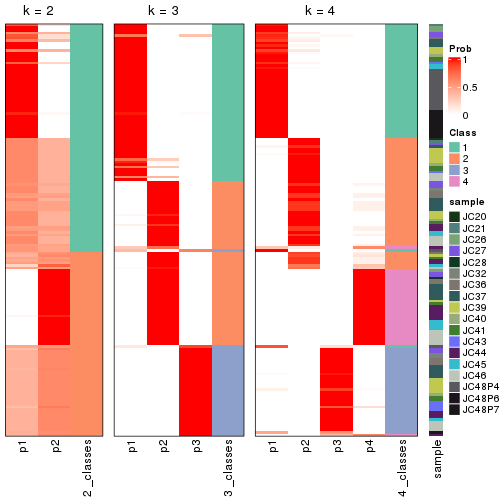 k = 2
k = 3
k = 4
Prob
1
0.5
0
Class
1
2
3
4
sample
JC20
JC21
JC26
JC27
JC28
JC32
JC36
JC37
JC39
JC40
JC41
JC43
JC44
JC45
JC46
JC48P4
JC48P6
JC48P7
p1
p2
2_classes
p1
p2
p3
3_classes
p1
p2
p3
p4
4_classes
sample